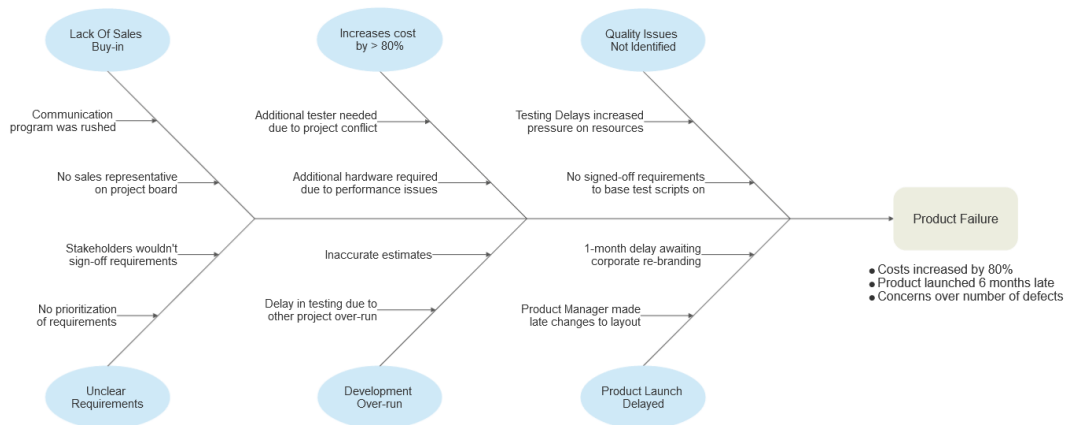 Lack Of Sales
Buy-in
Increases cost
by > 80%
Quality Issues
Not Identified
Communication
program was rushed
Additional tester needed
due to project conflict
Testing Delays increased
pressure on resources
No sales representative
on project board
Additional hardware required
due to performance issues
No signed-off requirements
to base test scripts on
Product Failure
Stakeholders wouldn't
sign-off requirements
Inaccurate estimates
1-month delay awaiting
corporate re-branding
● Costs increased by 80%
● Product launched 6 months late
● Concerns over number of defects
No prioritization
of requirements
Delay in testing due to
other project over-run
Product Manager made
late changes to layout
Unclear
Requirements
Development
Over-run
Product Launch
Delayed